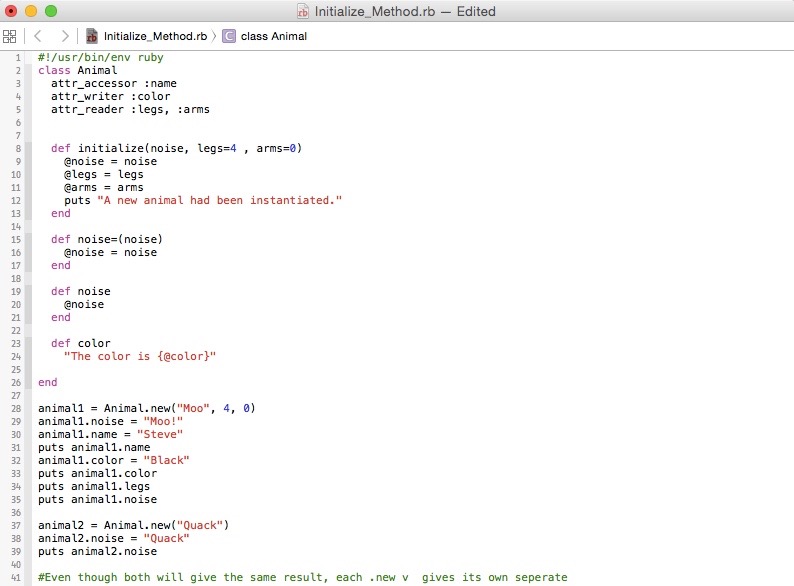 Initialize_Method.rb — Edited
Initialize_Method.rb 〉 C class Animal
1 #!/usr/bin/env ruby
2 class Animal
3   attr_accessor :name
4   attr_writer :color
5   attr_reader :legs, :arms
6
7
8   def initialize(noise, legs=4 , arms=0)
9     @noise = noise
10     @legs = legs
11     @arms = arms
12     puts "A new animal had been instantiated."
13   end
14
15   def noise=(noise)
16     @noise = noise
17   end
18
19   def noise
20     @noise
21   end
22
23   def color
24     "The color is {@color}"
25
26 end
27
28 animal1 = Animal.new("Moo", 4, 0)
29 animal1.noise = "Moo!"
30 animal1.name = "Steve"
31 puts animal1.name
32 animal1.color = "Black"
33 puts animal1.color
34 puts animal1.legs
35 puts animal1.noise
36
37 animal2 = Animal.new("Quack")
38 animal2.noise = "Quack"
39 puts animal2.noise
40
41 #Even though both will give the same result, each .new v  gives its own seperate